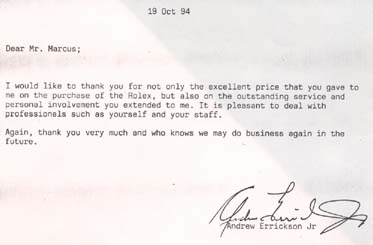 19 Oct 94
Dear Mr. Marcus;
I would like to thank you for not only the excellent price that you gave to
me on the purchase of the Rolex, but also on the outstanding service and
personal involvement you extended to me. It is pleasant to deal with
professionals such as yourself and your staff.
Again, thank you very much and who knows we may do business again in the
future.
Andrew Errickson Jr
Andrew Errickson Jr